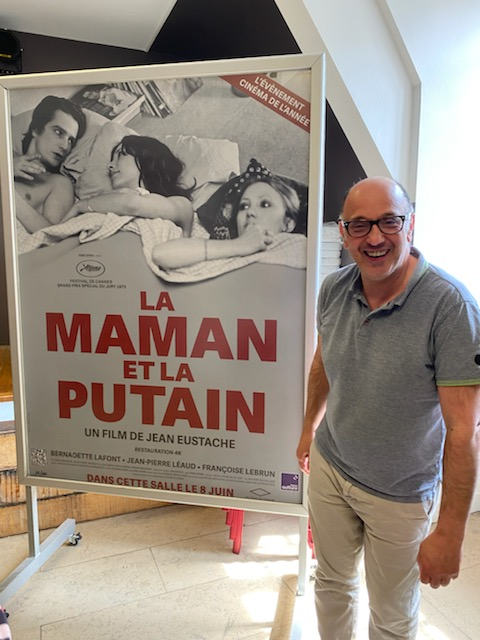 L'ÉVÉNEMENT
CINÉMA DE L'ANNÉE
FESTIVAL DE CANNES
GRAND PRIX SPÉCIAL DU JURY 1973
LA
MAMAN
ET LA
PUTAIN
UN FILM DE JEAN EUSTACHE
RESTAURATION 4K
BERNADETTE LAFONT • JEAN-PIERRE LÉAUD • FRANÇOISE LEBRUN
DANS CETTE SALLE LE 8 JUIN
culture